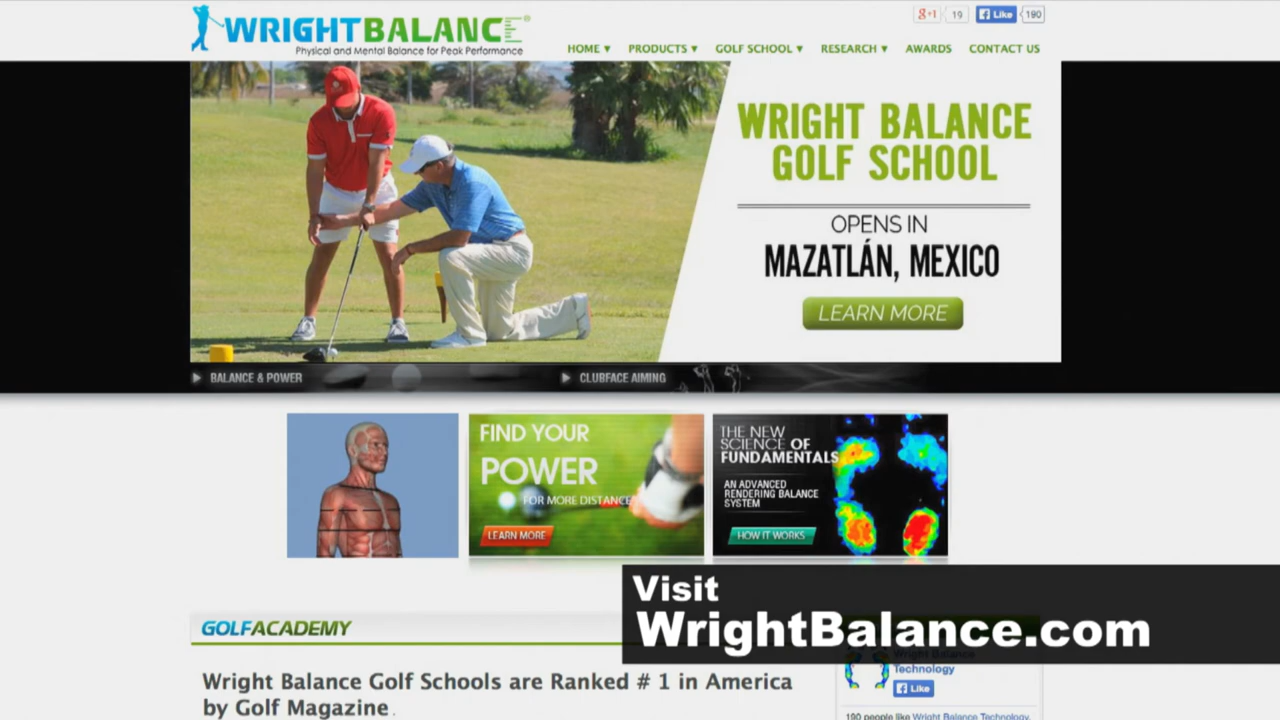 WRIGHTBALANCE®
Physical and Mental Balance for Peak Performance
g+1 19 Like 190
HOME ▾ PRODUCTS ▾ GOLF SCHOOL ▾ RESEARCH ▾ AWARDS CONTACT US
WRIGHT BALANCE
GOLF SCHOOL
OPENS IN
MAZATLÁN, MEXICO
LEARN MORE
BALANCE & POWER
CLUBFACE AIMING
FIND YOUR
POWER
FOR MORE DISTANCE
LEARN MORE
THE NEW
SCIENCE OF
FUNDAMENTALS
AN ADVANCED
RENDERING BALANCE
SYSTEM
HOW IT WORKS
Visit
WrightBalance.com
GOLFACADEMY
Wright Balance Golf Schools are Ranked # 1 in America
by Golf Magazine .
Wright Balance
Technology
Like
190 people like Wright Balance Technology.